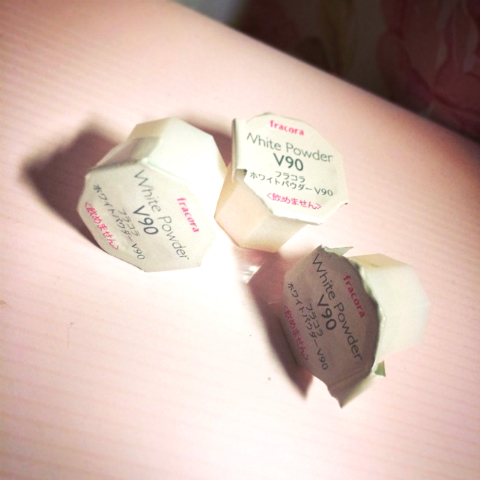 fracora
White Powder
V90
フラコラ
ホワイトパウダー V90
<飲めません>
fracora
White Powder
V90
フラコラ
ホワイトパウダー V90
<飲めません>
fracora
White Powder
V90
フラコラ
ホワイトパウダー V90
<飲めません>